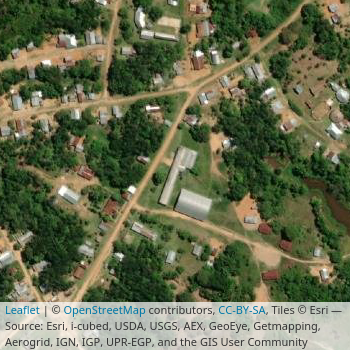 Leaflet | © OpenStreetMap contributors, CC-BY-SA, Tiles © Esri —
Source: Esri, i-cubed, USDA, USGS, AEX, GeoEye, Getmapping,
Aerogrid, IGN, IGP, UPR-EGP, and the GIS User Community